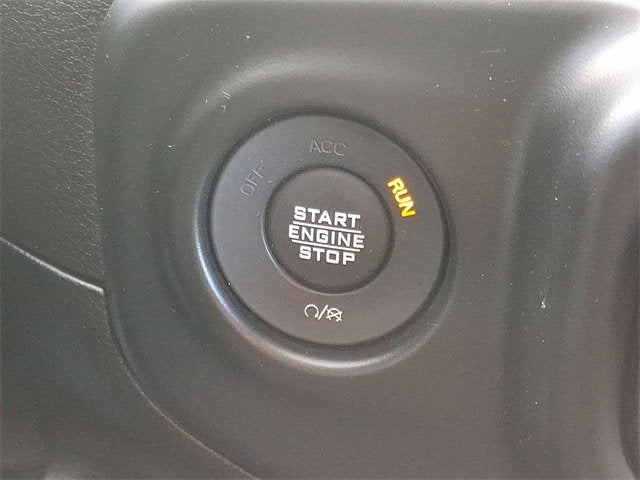 OFF
ACC
RUN
START
ENGINE
STOP